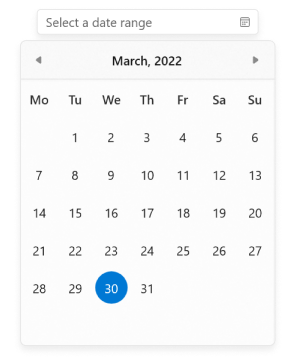 Select a date range
March, 2022
Mo Tu We Th Fr Sa Su
1 2 3 4 5 6
7 8 9 10 11 12 13
14 15 16 17 18 19 20
21 22 23 24 25 26 27
28 29 30 31